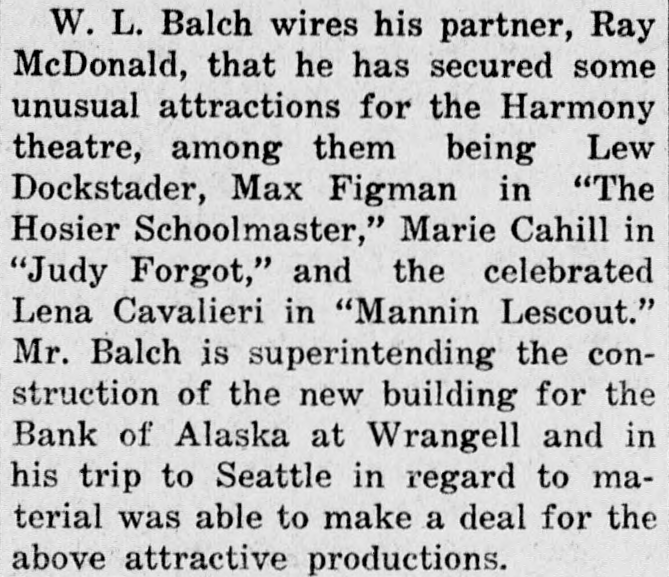 W. L. Balch wires his partner, Ray
McDonald, that he has secured some
unusual attractions for the Harmony
theatre, among them being Lew
Dockstader, Max Figman in “The
Hosier Schoolmaster,” Marie Cahill in
“Judy Forgot,” and the celebrated
Lena Cavalieri in “Mannin Lescout.”
Mr. Balch is superintending the con-
struction of the new building for the
Bank of Alaska at Wrangell and in
his trip to Seattle in regard to ma-
terial was able to make a deal for the
above attractive productions.